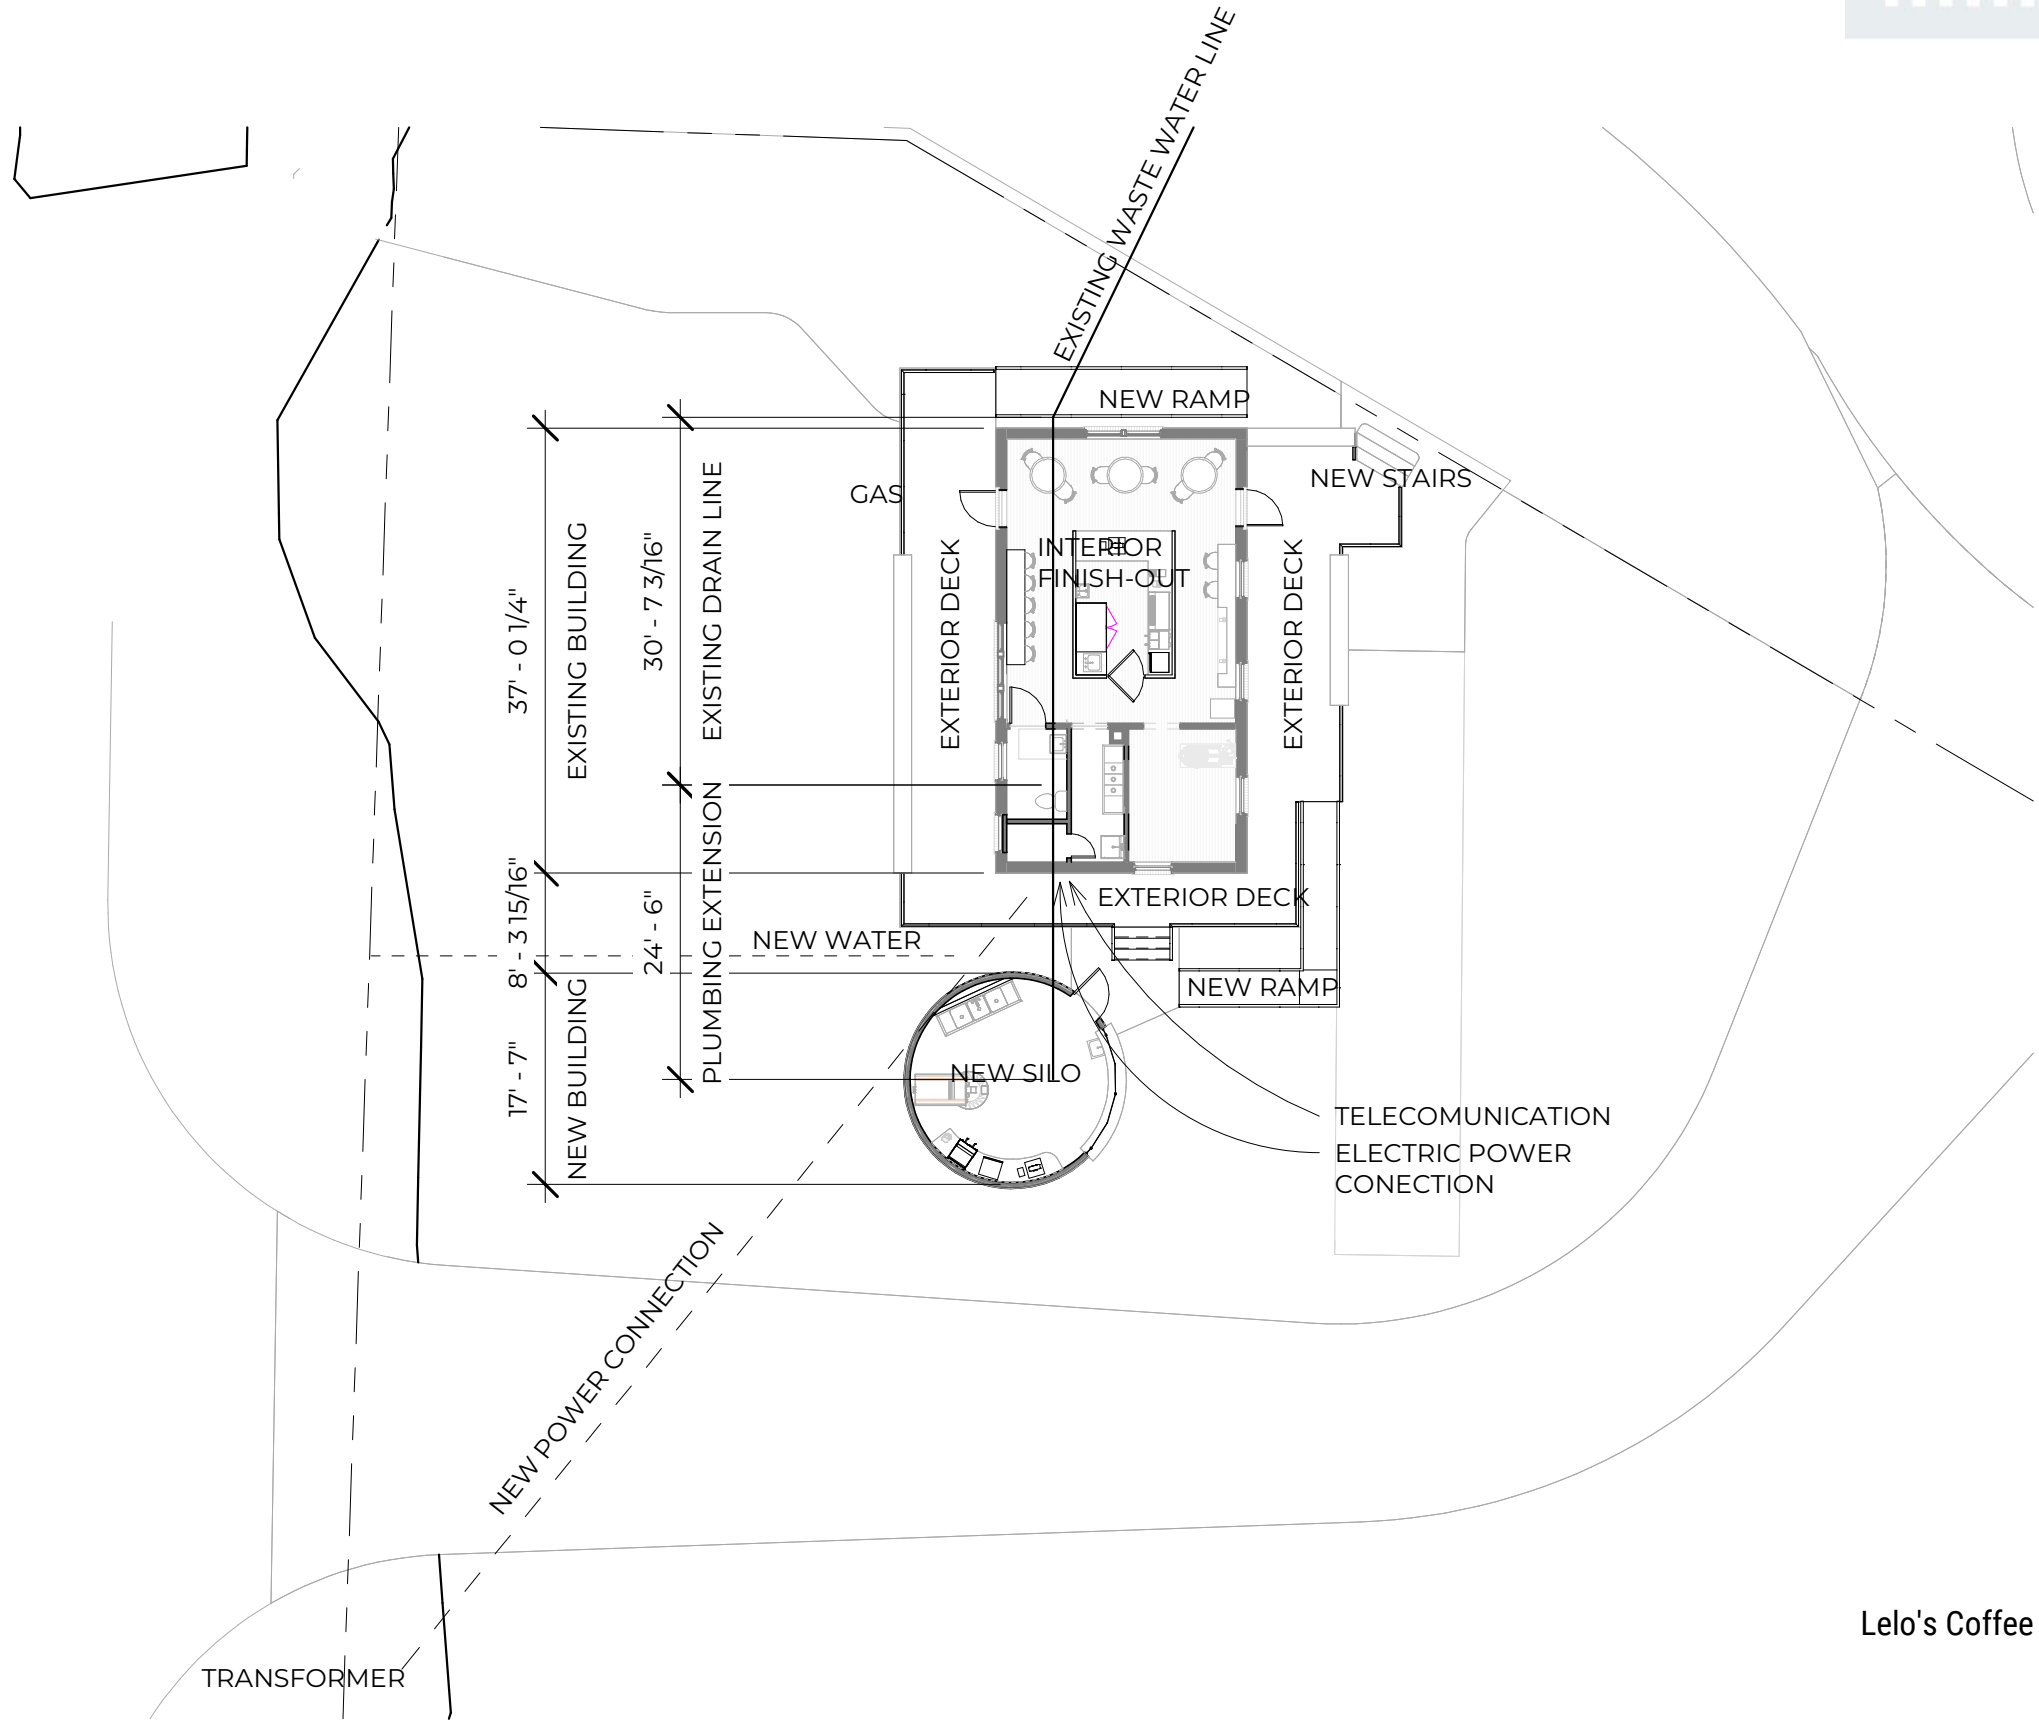 EXISTING WASTE WATER LINE
NEW RAMP
GAS
NEW STAIRS
INTERIOR
FINISH-OUT
EXTERIOR DECK
EXTERIOR DECK
37' - 0 1/4"
EXISTING BUILDING
30' - 7 3/16"
EXISTING DRAIN LINE
8' - 3 15/16"
24' - 6"
PLUMBING EXTENSION
EXTERIOR DECK
NEW WATER
NEW RAMP
17' - 7"
NEW BUILDING
NEW SILO
TELECOMUNICATION
ELECTRIC POWER
CONECTION
NEW POWER CONNECTION
TRANSFORMER
Lelo's Coffee